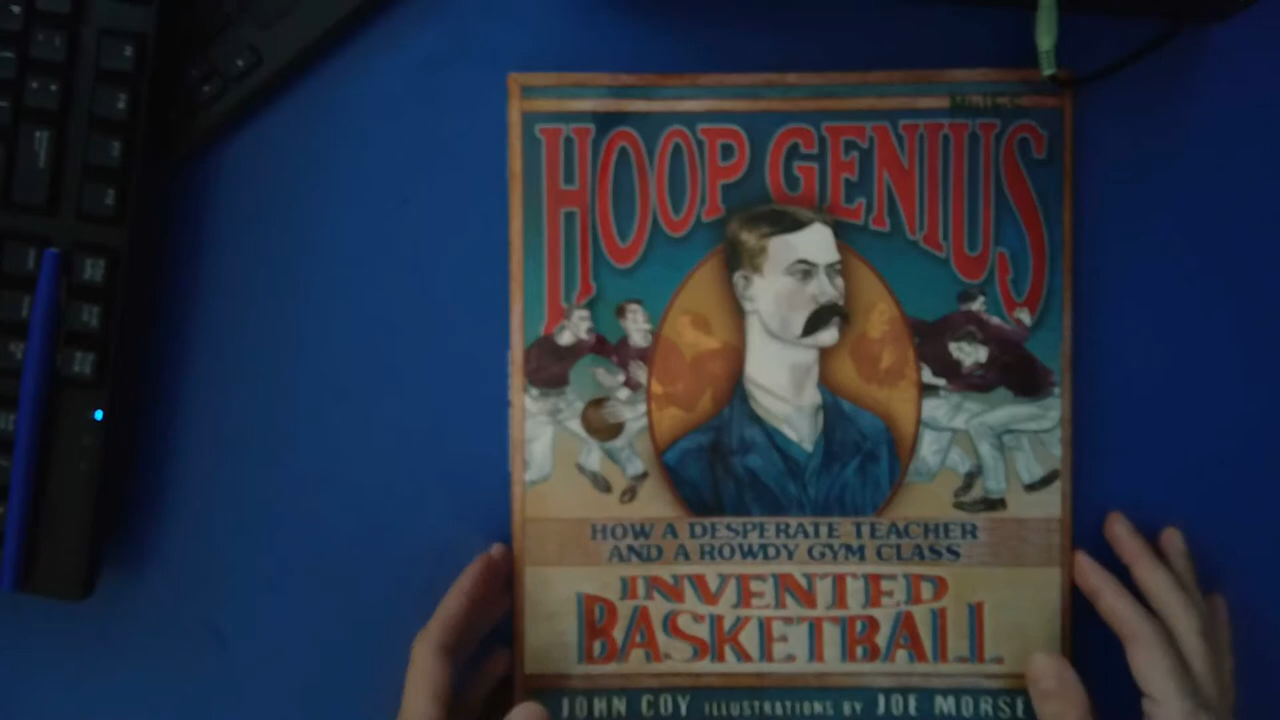 HOOP GENIUS
HOW A DESPERATE TEACHER
AND A ROWDY GYM CLASS
INVENTED
BASKETBALL
JOHN COY ILLUSTRATIONS BY JOE MORSE